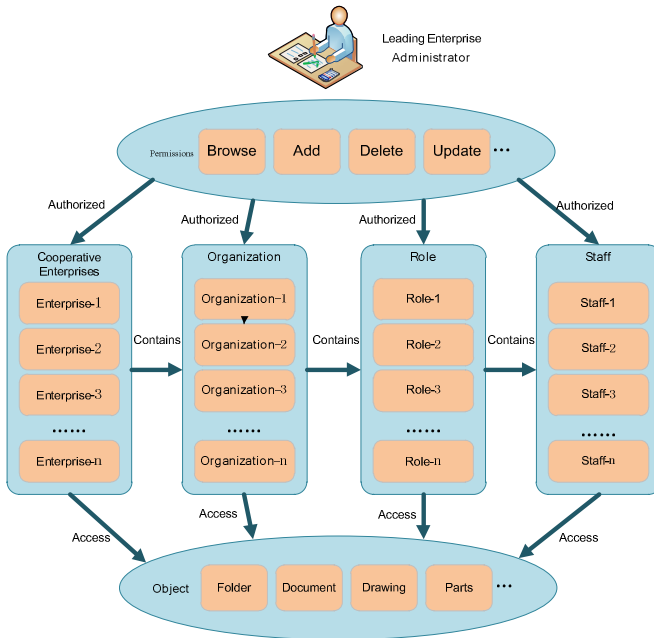 Leading Enterprise
Administrator
Permissions Browse Add Delete Update ...
Authorized Authorized Authorized Authorized
Cooperative
Enterprises
Enterprise-1
Enterprise-2
Enterprise-3
......
Enterprise-n
Contains
Organization
Organization-1
Organization-2
Organization-3
......
Organization-n
Contains
Role
Role-1
Role-2
Role-3
......
Role-n
Contains
Staff
Staff-1
Staff-2
Staff-3
......
Staff-n
Access Access Access Access
Object Folder Document Drawing Parts ...